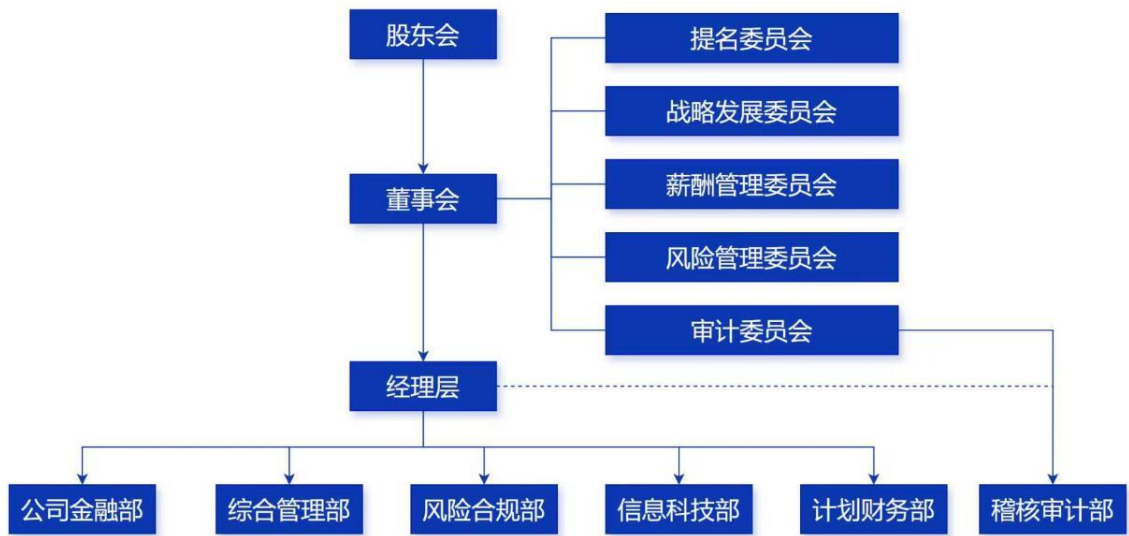 股东会
提名委员会
战略发展委员会
董事会
薪酬管理委员会
风险管理委员会
审计委员会
经理层
公司金融部
综合管理部
风险合规部
信息科技部
计划财务部
稽核审计部